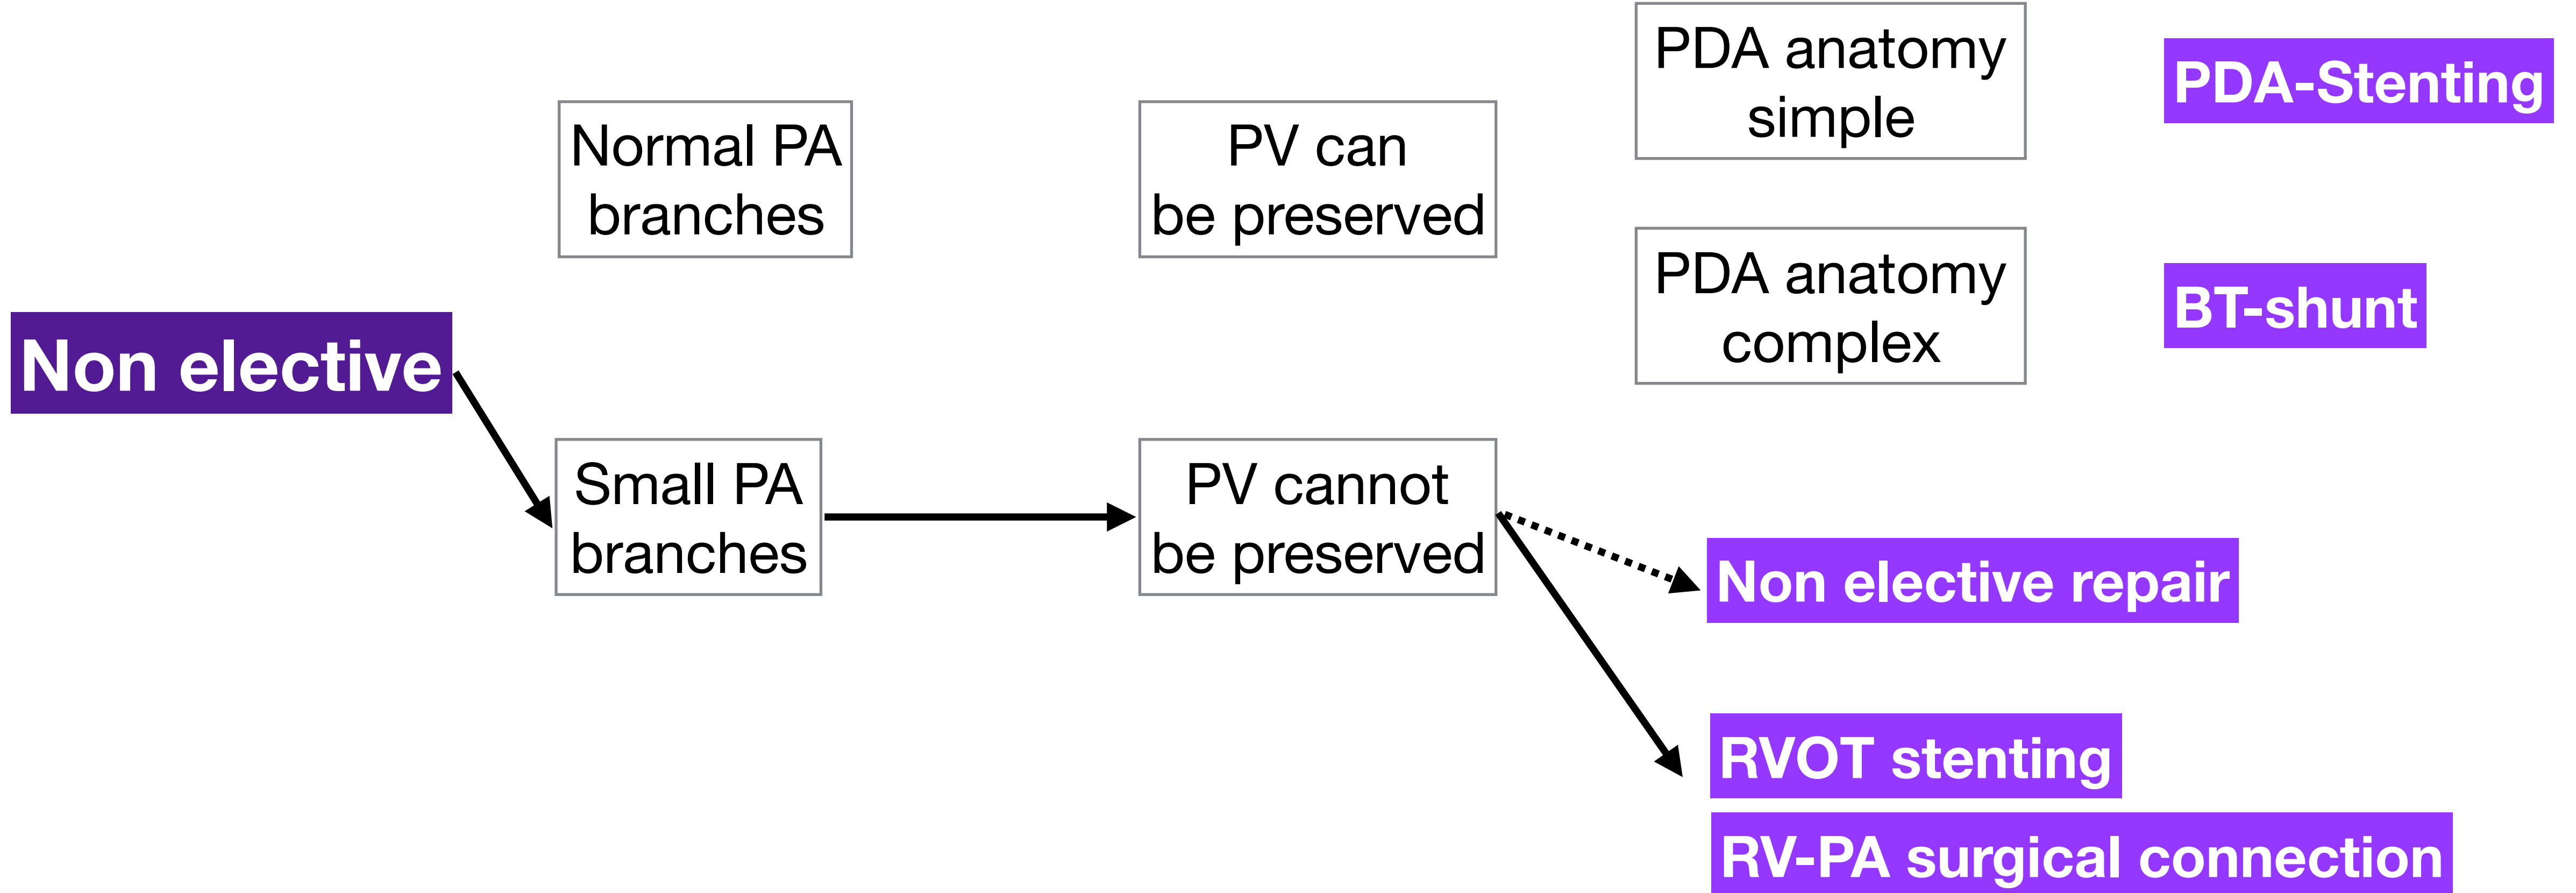 Non elective
Normal PA
branches
Small PA
branches
PV can
be preserved
PV cannot
be preserved
PDA anatomy
simple
PDA anatomy
complex
PDA-Stenting
BT-shunt
Non elective repair
RVOT stenting
RV-PA surgical connection